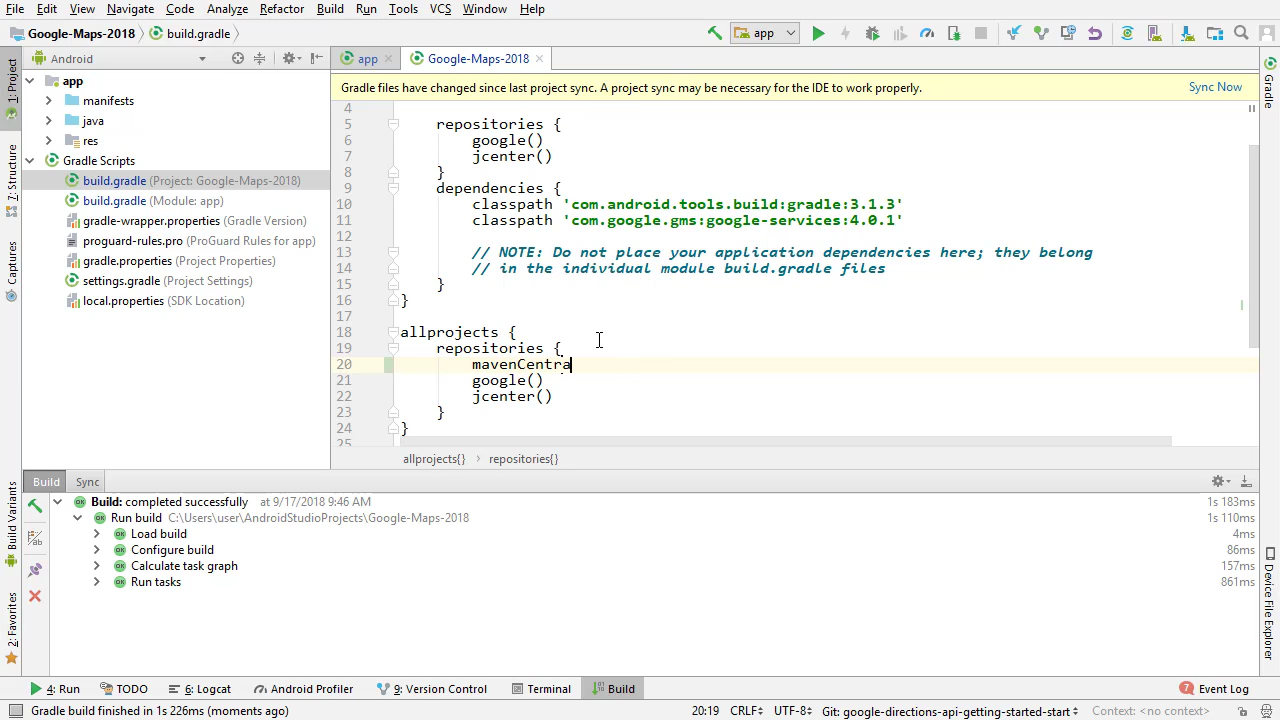 File Edit View Navigate Code Analyze Refactor Build Run Tools VCS Window Help
Google-Maps-2018 build.gradle app
Android app Google-Maps-2018
Gradle files have changed since last project sync. A project sync may be necessary for the IDE to work properly. Sync Now
1: Project
7: Structure
Captures
Build Variants
2: Favorites
Gradle
Device File Explorer
app
manifests
java
res
Gradle Scripts
build.gradle (Project: Google-Maps-2018)
build.gradle (Module: app)
gradle-wrapper.properties (Gradle Version)
proguard-rules.pro (ProGuard Rules for app)
gradle.properties (Project Properties)
settings.gradle (Project Settings)
local.properties (SDK Location)
4
5 repositories {
6 google()
7 jcenter()
8 }
9 dependencies {
10 classpath 'com.android.tools.build:gradle:3.1.3'
11 classpath 'com.google.gms:google-services:4.0.1'
12
13 // NOTE: Do not place your application dependencies here; they belong
14 // in the individual module build.gradle files
15 }
16 }
17
18 allprojects {
19 repositories {
20 mavenCentra
21 google()
22 jcenter()
23 }
24 }
25
allprojects{} repositories{}
Build Sync
Build: completed successfully at 9/17/2018 9:46 AM 1s 183ms
Run build C:\Users\user\AndroidStudioProjects\Google-Maps-2018 1s 110ms
Load build 4ms
Configure build 86ms
Calculate task graph 157ms
Run tasks 861ms
4: Run TODO 6: Logcat Android Profiler 9: Version Control Terminal Build 7 Event Log
Gradle build finished in 1s 226ms (moments ago) 20:19 CRLF UTF-8 Git: google-directions-api-getting-started-start Context: <no context>